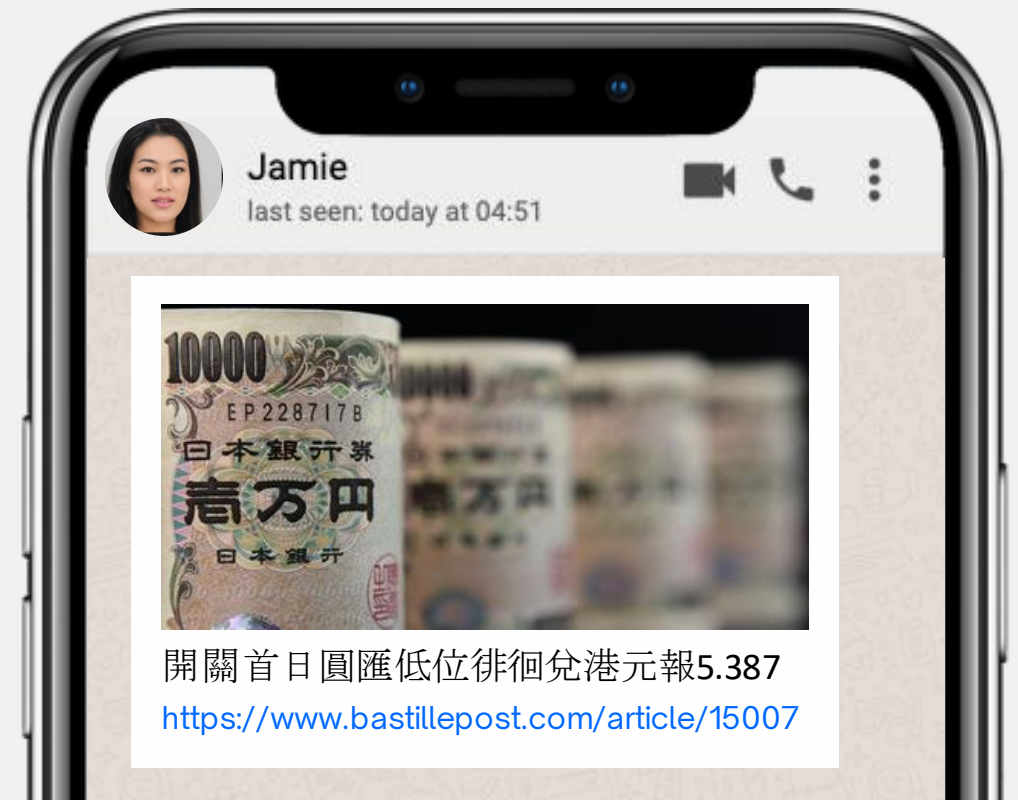 Jamie
last seen: today at 04:51
10000
EP228717B
日本銀行券
壱万円
日本銀行
開關首日圓匯低位徘徊兌港元報5.387
https://www.bastillepost.com/article/15007